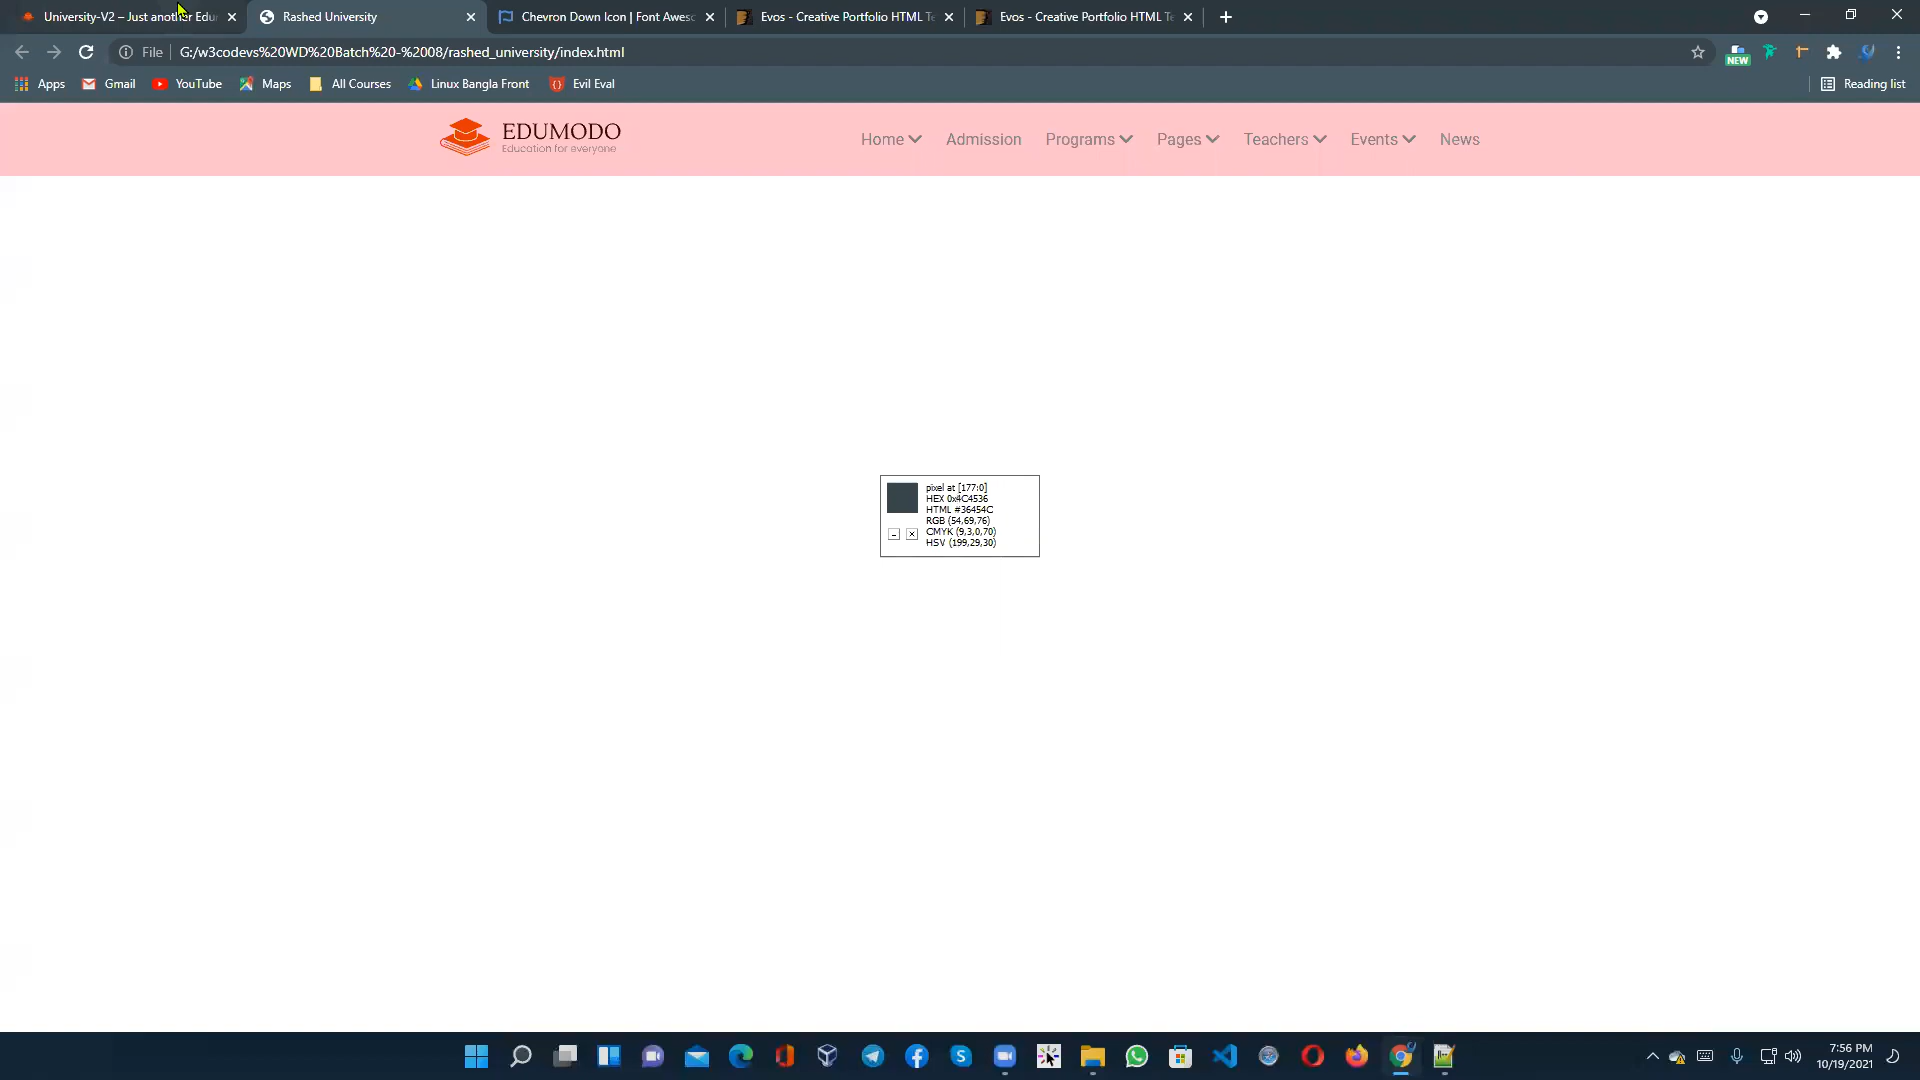 University-V2 – Just another Edu
Rashed University
Chevron Down Icon | Font Awes
Evos - Creative Portfolio HTML Te
Evos - Creative Portfolio HTML Te
File
G:/w3codevs%20WD%20Batch%20-%2008/rashed_university/index.html
NEW
Apps
Gmail
YouTube
Maps
All Courses
Linux Bangla Front
Evil Eval
Reading list
EDUMODO
Education for everyone
Home
Admission
Programs
Pages
Teachers
Events
News
pixel at [177:0]
HEX 0x4C4536
HTML #36454C
RGB (54,69,76)
CMYK (9,3,0,70)
HSV (199,29,30)
7:56 PM
10/19/2021